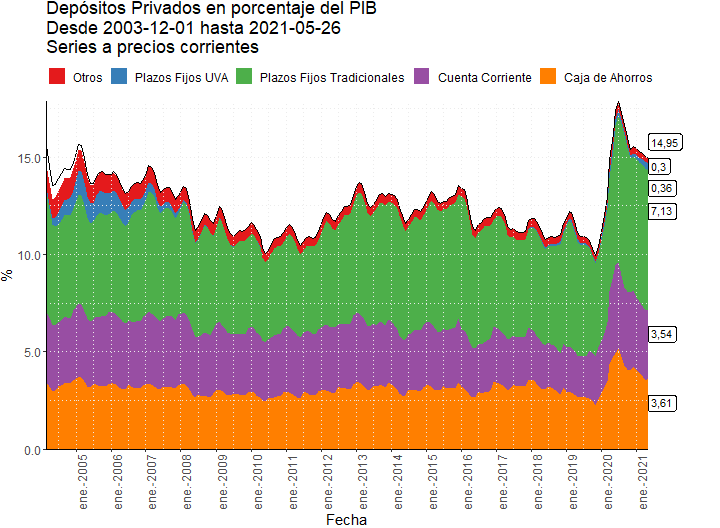 Depósitos Privados en porcentaje del PIB
Desde 2003-12-01 hasta 2021-05-26
Series a precios corrientes
Otros
Plazos Fijos UVA
Plazos Fijos Tradicionales
Cuenta Corriente
Caja de Ahorros
15.0
10.0
5.0
0.0
%
14,95
0,3
0,36
7,13
3,54
3,61
ene.-2005
ene.-2006
ene.-2007
ene.-2008
ene.-2009
ene.-2010
ene.-2011
ene.-2012
ene.-2013
ene.-2014
ene.-2015
ene.-2016
ene.-2017
ene.-2018
ene.-2019
ene.-2020
ene.-2021
Fecha